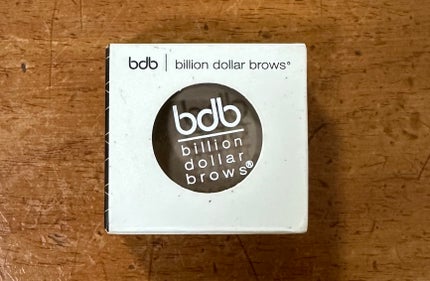 bdb | billion dollar brows®
bdb
billion
dollar
brows®